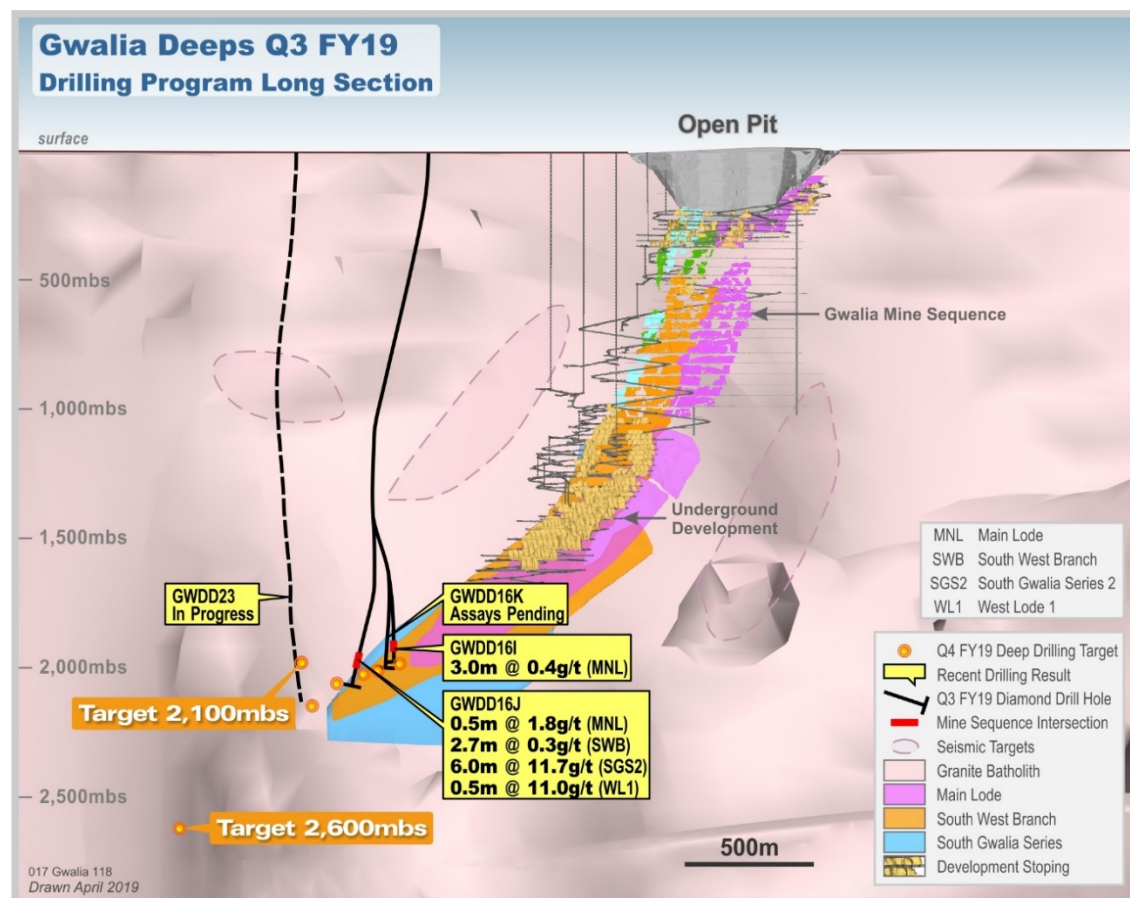 Gwalia Deeps Q3 FY19
Drilling Program Long Section
surface
Open Pit
500mbs
Gwalia Mine Sequence
1,000mbs
Underground
Development
1,500mbs
MNL Main Lode
SWB South West Branch
SGS2 South Gwalia Series 2
WL1 West Lode 1
GWDD23
In Progress
GWDD16K
Assays Pending
GWDD16I
3.0m @ 0.4g/t (MNL)
2,000mbs
Target 2,100mbs
GWDD16J
0.5m @ 1.8g/t (MNL)
2.7m @ 0.3g/t (SWB)
6.0m @ 11.7g/t (SGS2)
0.5m @ 11.0g/t (WL1)
Q4 FY19 Deep Drilling Target
Recent Drilling Result
Q3 FY19 Diamond Drill Hole
Mine Sequence Intersection
Seismic Targets
Granite Batholith
Main Lode
South West Branch
South Gwalia Series
Development Stoping
2,500mbs
Target 2,600mbs
500m
017 Gwalia 118
Drawn April 2019